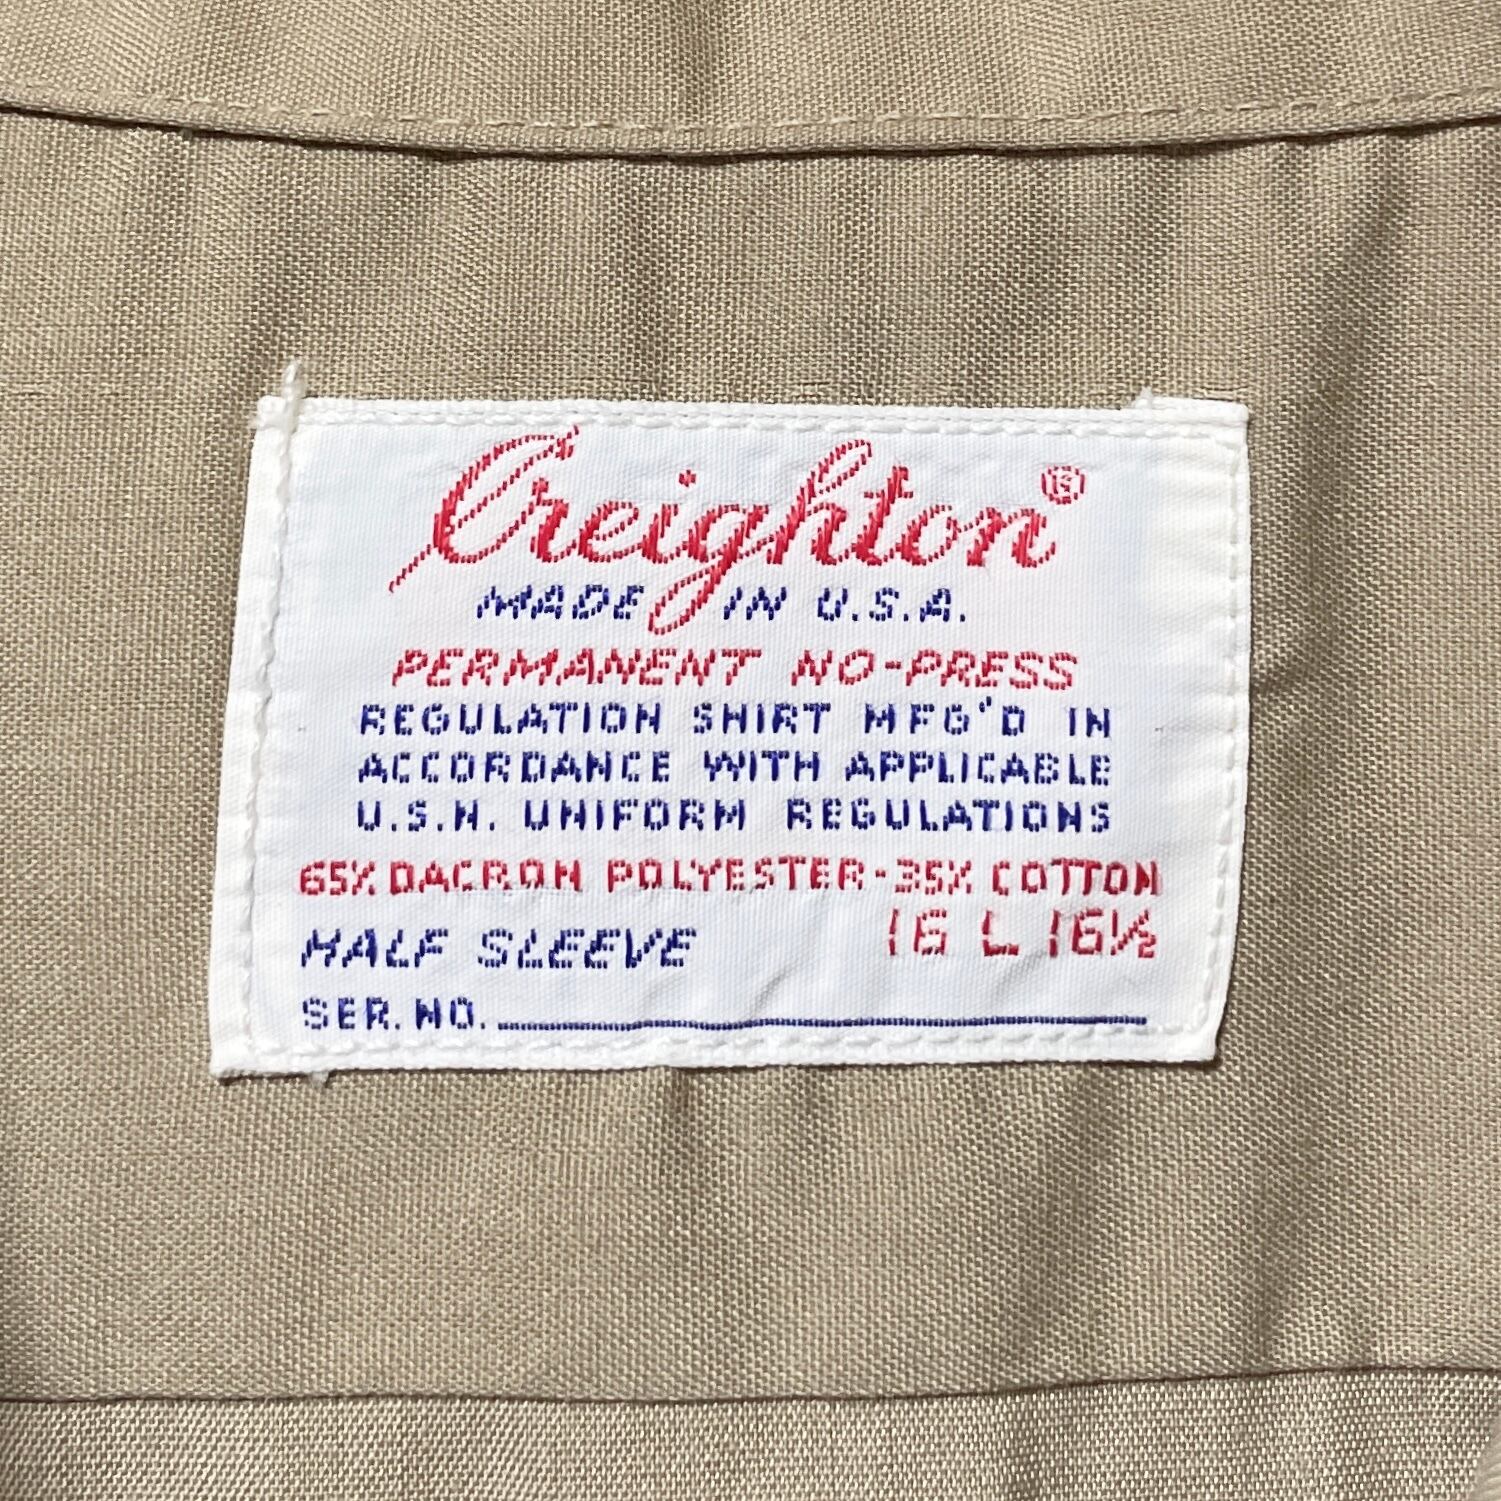 Creighton®
MADE IN U.S.A.
PERMANENT NO-PRESS
REGULATION SHIRT MFG'D IN
ACCORDANCE WITH APPLICABLE
U.S.N. UNIFORM REGULATIONS
65% DACRON POLYESTER-35% COTTON
HALF SLEEVE 16 L 16½
SER. NO.